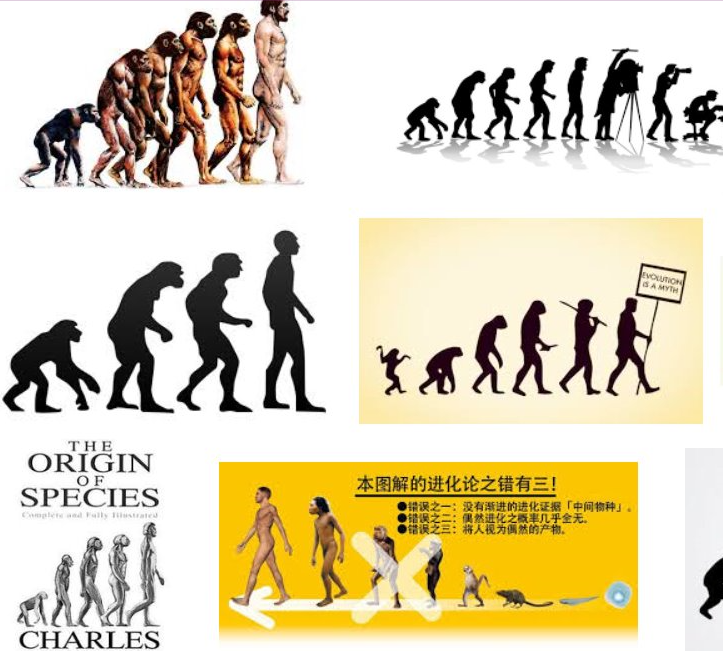 EVOLUTION
IS A MYTH
THE
ORIGIN
OF
SPECIES
Complete and Fully Illustrated
CHARLES
本图解的进化论之错有三!
●错误之一: 没有渐进的进化证据「中间物种」。
●错误之二: 偶然进化之概率几乎全无。
●错误之三: 将人视为偶然的产物。